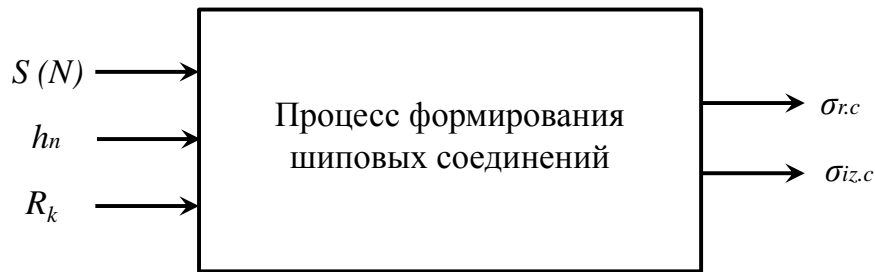 S (N)
hn
Rk
Процесс формирования
шиповых соединений
σr.c
σiz.c